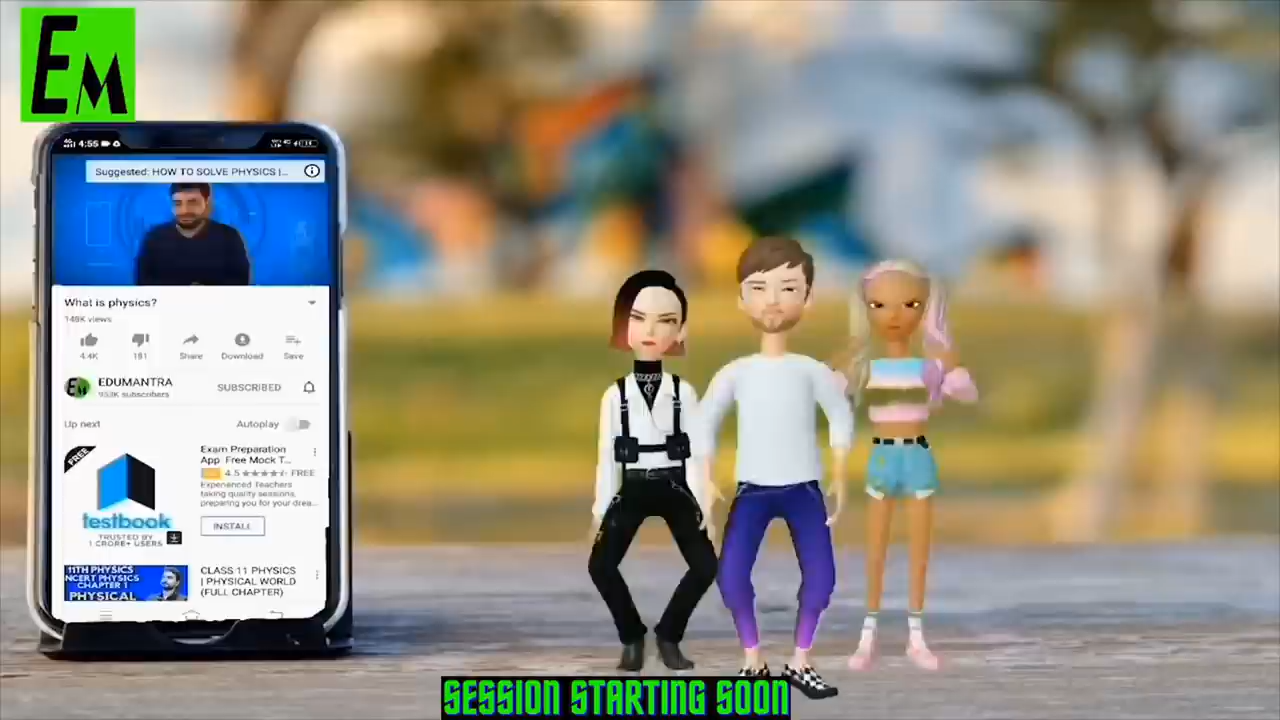 EM
4:55
Suggested: HOW TO SOLVE PHYSICS |...
What is physics?
149K views
4.4K
181
Share
Download
Save
EM
EDUMANTRA
953K subscribers
SUBSCRIBED
Up next
Autoplay
FREE
testbook
TRUSTED BY
1 CRORE+ USERS
Exam Preparation
App Free Mock T...
4.5 FREE
Experienced Teachers
taking quality sessions,
preparing you for your drea...
INSTALL
11TH PHYSICS
NCERT PHYSICS
CHAPTER 1
PHYSICAL
CLASS 11 PHYSICS
| PHYSICAL WORLD
(FULL CHAPTER)
SESSION STARTING SOON